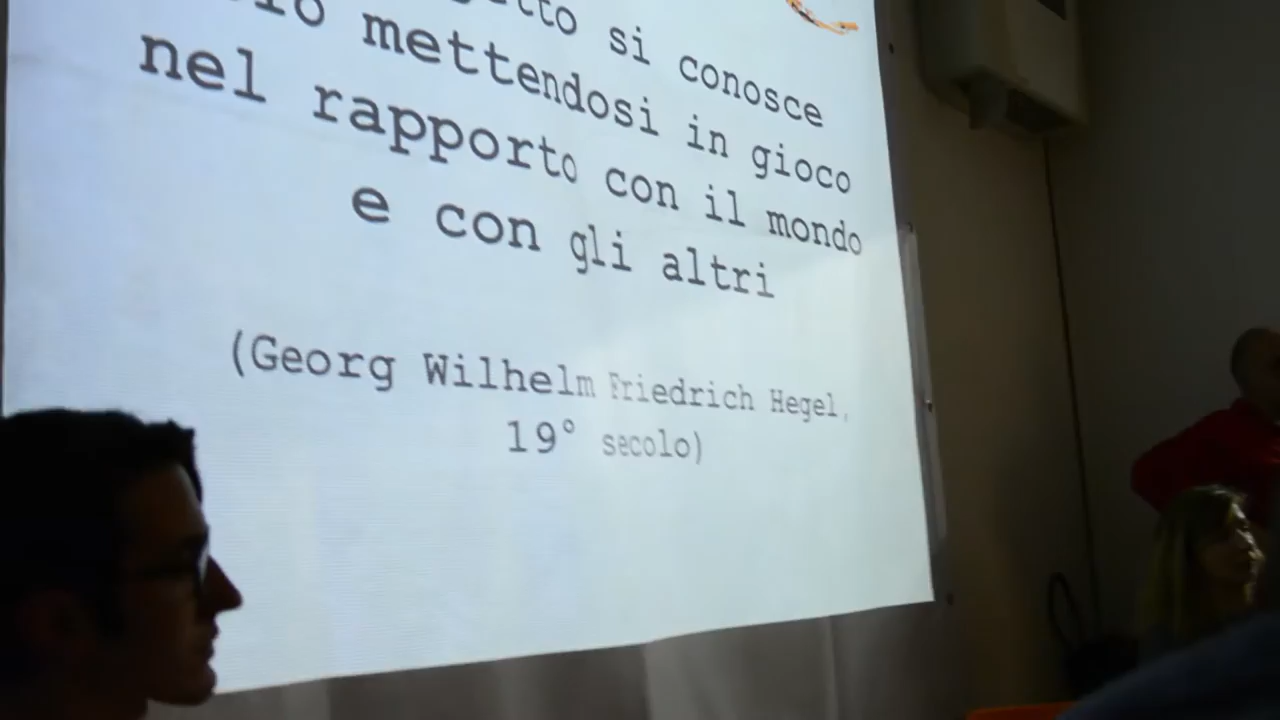 si conosce
mettendosi in gioco
nel rapporto con il mondo
e con gli altri
(Georg Wilhelm Friedrich Hegel,
19° secolo)